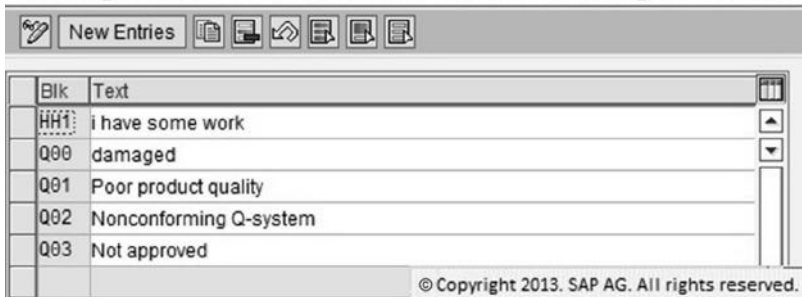 New Entries
Blk Text
HH1 i have some work
Q00 damaged
Q01 Poor product quality
Q02 Nonconforming Q-system
Q03 Not approved
© Copyright 2013. SAP AG. All rights reserved.